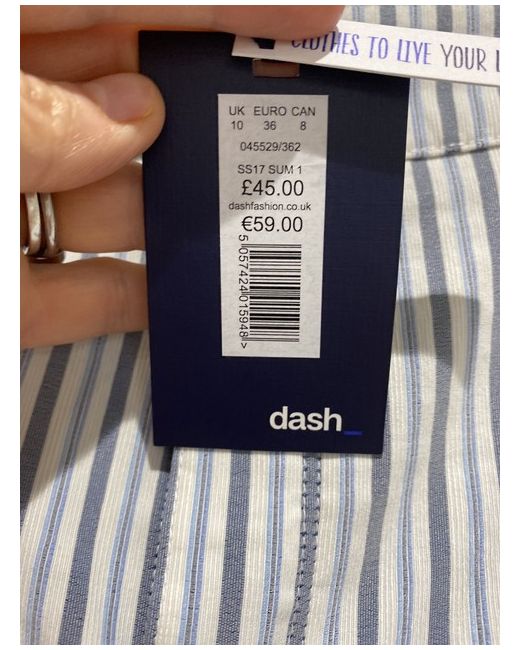 CLOTHES TO LIVE YOUR
UK EURO CAN
10 36 8
045529/362
SS17 SUM 1
£45.00
dashfashion.co.uk
€59.00
5 057424 015948 >
dash_